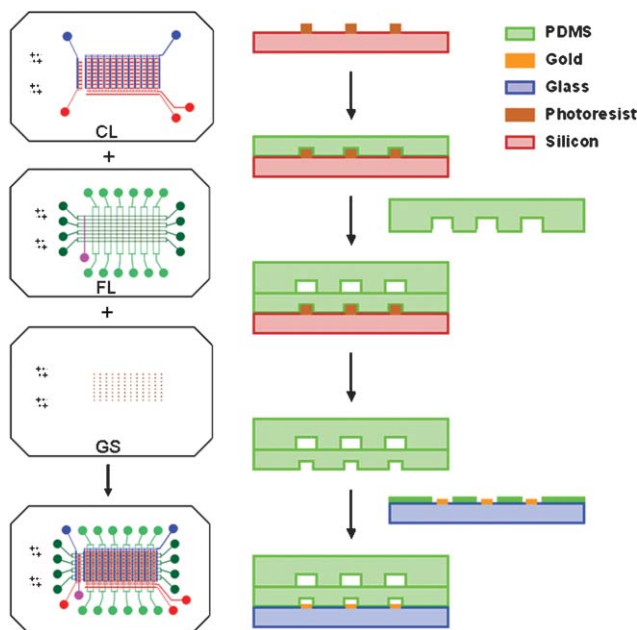 CL
+
FL
+
GS
PDMS
Gold
Glass
Photoresist
Silicon